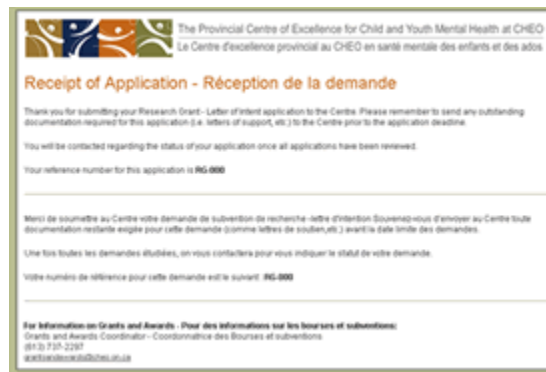 The Provincial Centre of Excellence for Child and Youth Mental Health at CHEO
Le Centre d'excellence provincial au CHEO en santé mentale des enfants et des ados
Receipt of Application - Réception de la demande
Thank you for submitting your Research Grant - Letter of Intent application to the Centre. Please remember to send any outstanding
documentation required for this application (i.e. letters of support, etc.) to the Centre prior to the application deadline.
You will be contacted regarding the status of your application once all applications have been reviewed.
Your reference number for this application is RG-000
Merci de soumettre au Centre votre demande de subvention de recherche -lettre d'intention Souvenez-vous d'envoyer au Centre toute
documentation restante exigée pour cette demande (comme lettres de soutien,etc.) avant la date limite des demandes.
Une fois toutes les demandes étudiées, on vous contactera pour vous indiquer le statut de votre demande.
Votre numéro de référence pour cette demande est le suivant: RG-000
For Information on Grants and Awards - Pour des informations sur les bourses et subventions:
Grants and Awards Coordinator - Coordonnatrice des Bourses et subventions
(613) 737-2297
grantsandawards@cheo.on.ca